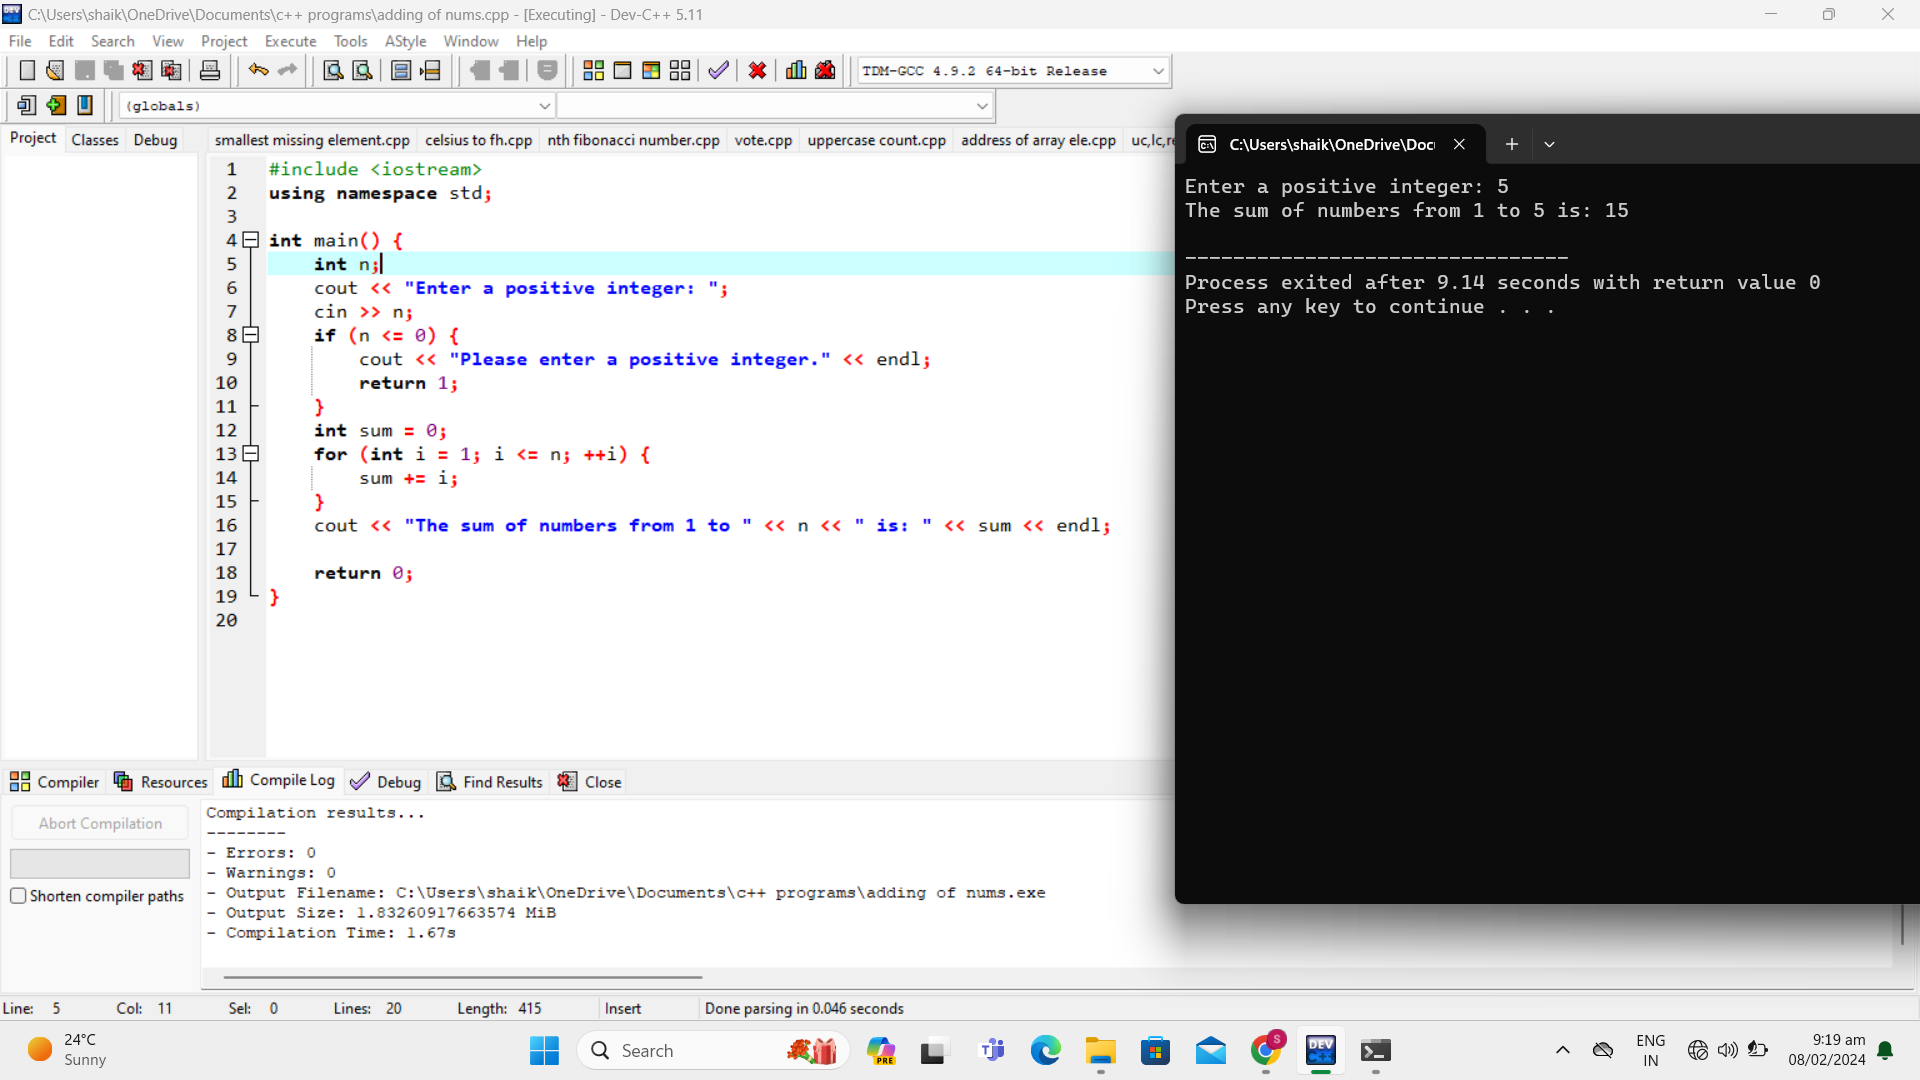 C:\Users\shaik\OneDrive\Documents\c++ programs\adding of nums.cpp - [Executing] - Dev-C++ 5.11
File Edit Search View Project Execute Tools AStyle Window Help
TDM-GCC 4.9.2 64-bit Release
(globals)
Project Classes Debug
smallest missing element.cpp celsius to fh.cpp nth fibonacci number.cpp vote.cpp uppercase count.cpp address of array ele.cpp uc,lc,re
1 #include <iostream>
2 using namespace std;
3
4 int main() {
5 int n;
6 cout << "Enter a positive integer: ";
7 cin >> n;
8 if (n <= 0) {
9 cout << "Please enter a positive integer." << endl;
10 return 1;
11 }
12 int sum = 0;
13 for (int i = 1; i <= n; ++i) {
14 sum += i;
15 }
16 cout << "The sum of numbers from 1 to " << n << " is: " << sum << endl;
17
18 return 0;
19 }
20
C:\Users\shaik\OneDrive\Doc
Enter a positive integer: 5
The sum of numbers from 1 to 5 is: 15
--------------------------------
Process exited after 9.14 seconds with return value 0
Press any key to continue . . .
Compiler Resources Compile Log Debug Find Results Close
Abort Compilation
Shorten compiler paths
Compilation results...
--------
- Errors: 0
- Warnings: 0
- Output Filename: C:\Users\shaik\OneDrive\Documents\c++ programs\adding of nums.exe
- Output Size: 1.83260917663574 MiB
- Compilation Time: 1.67s
Line: 5 Col: 11 Sel: 0 Lines: 20 Length: 415 Insert Done parsing in 0.046 seconds
24°C
Sunny
Search
PRE
S
DEV
ENG
IN
9:19 am
08/02/2024